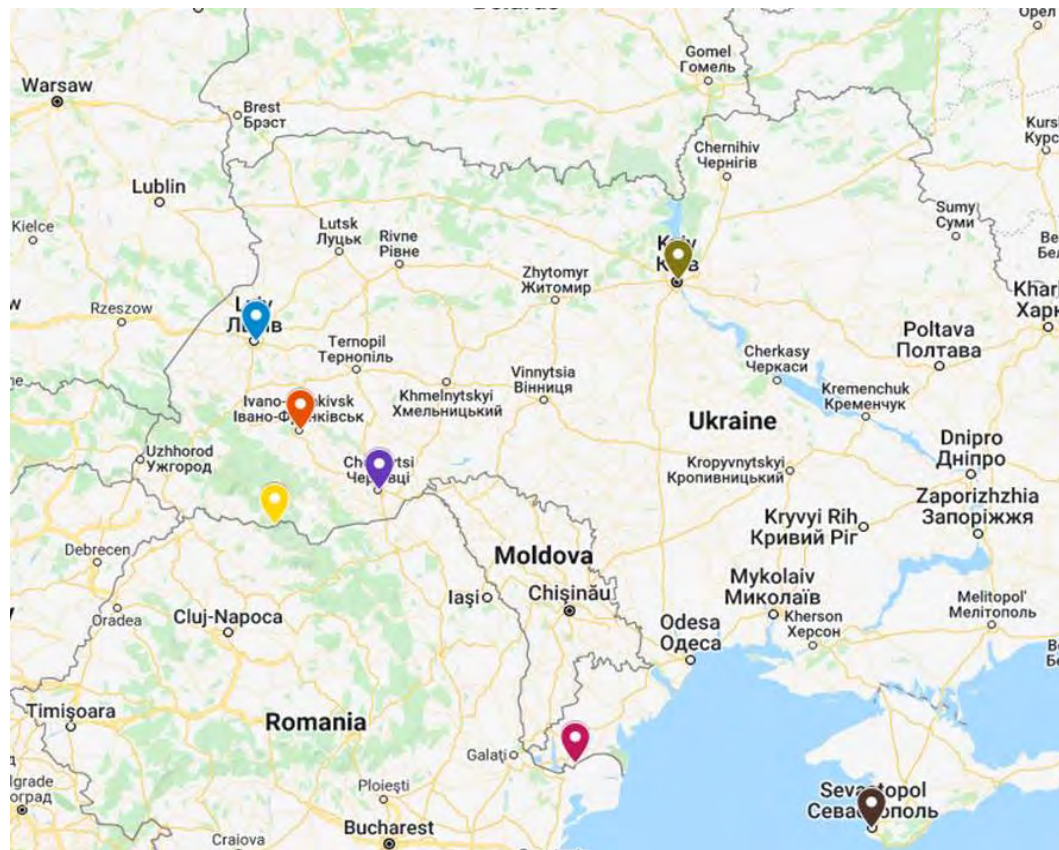 Gomel
Гомель
Warsaw
Brest
Брэст
Chernihiv
Чернігів
Lublin
Kielce
Lutsk
Луцьк
Rivne
Рівне
Sumy
Суми
Zhytomyr
Житомир
Rzeszow
Ternopil
Тернопіль
Poltava
Полтава
Cherkasy
Черкаси
Vinnytsia
Вінниця
Khmelnytskyi
Хмельницький
Kremenchuk
Кременчук
Ukraine
Uzhhorod
Ужгород
Dnipro
Дніпро
Kropyvnytskyi
Кропивницький
Zaporizhzhia
Запоріжжя
Kryvyi Rih
Кривий Ріг
Debrecen
Moldova
Mykolaiv
Миколаїв
Melitopol'
Мелітополь
Iași
Chișinău
Oradea
Cluj-Napoca
Odesa
Одеса
Kherson
Херсон
Timișoara
Romania
Galați
Ploiești
Bucharest
Craiova